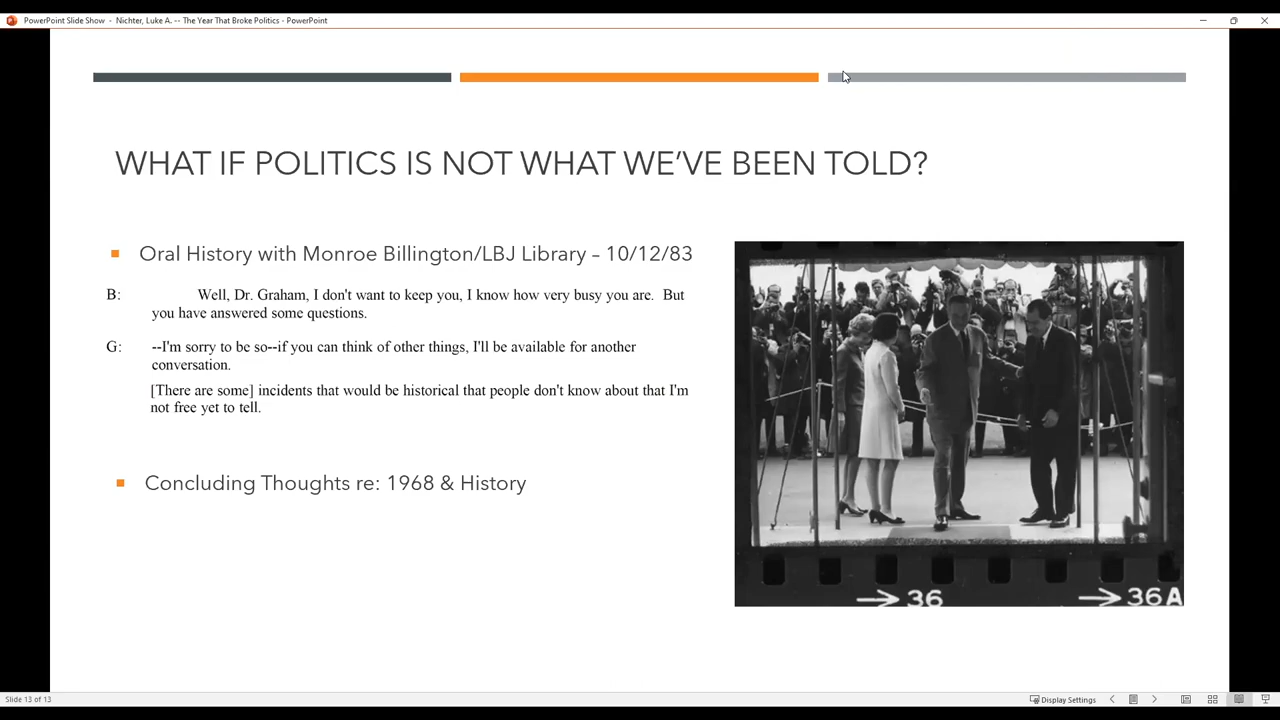 PowerPoint Slide Show - Nichter, Luke A. -- The Year That Broke Politics - PowerPoint
WHAT IF POLITICS IS NOT WHAT WE’VE BEEN TOLD?
Oral History with Monroe Billington/LBJ Library – 10/12/83
B: Well, Dr. Graham, I don't want to keep you, I know how very busy you are. But
you have answered some questions.
G: --I'm sorry to be so--if you can think of other things, I'll be available for another
conversation.
[There are some] incidents that would be historical that people don't know about that I'm
not free yet to tell.
Concluding Thoughts re: 1968 & History
→ 36 → 36A
Slide 13 of 13 Display Settings